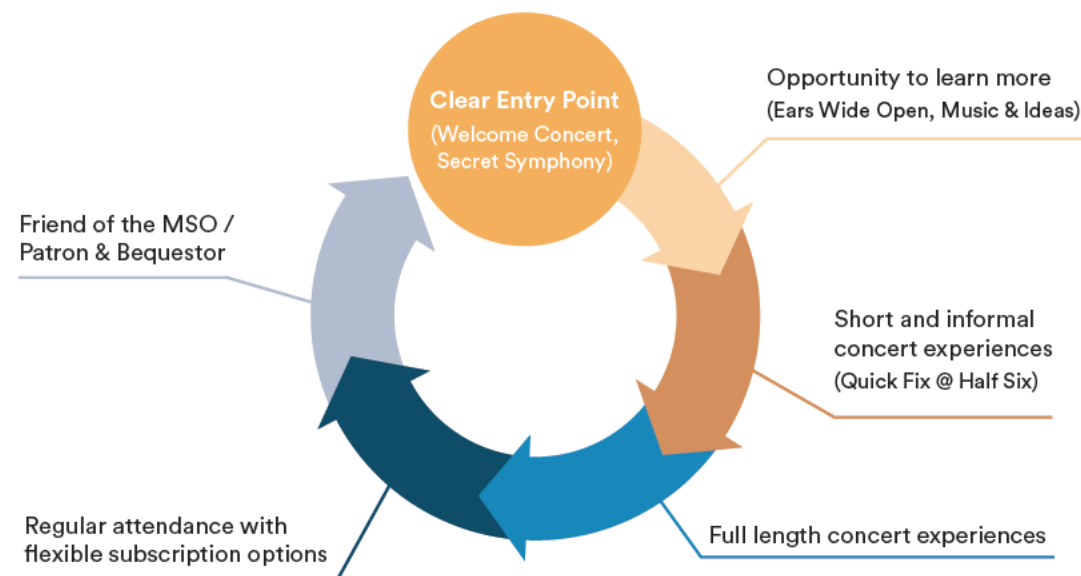 Clear Entry Point
(Welcome Concert,
Secret Symphony)
Opportunity to learn more
(Ears Wide Open, Music & Ideas)
Short and informal
concert experiences
(Quick Fix @ Half Six)
Full length concert experiences
Regular attendance with
flexible subscription options
Friend of the MSO /
Patron & Bequestor